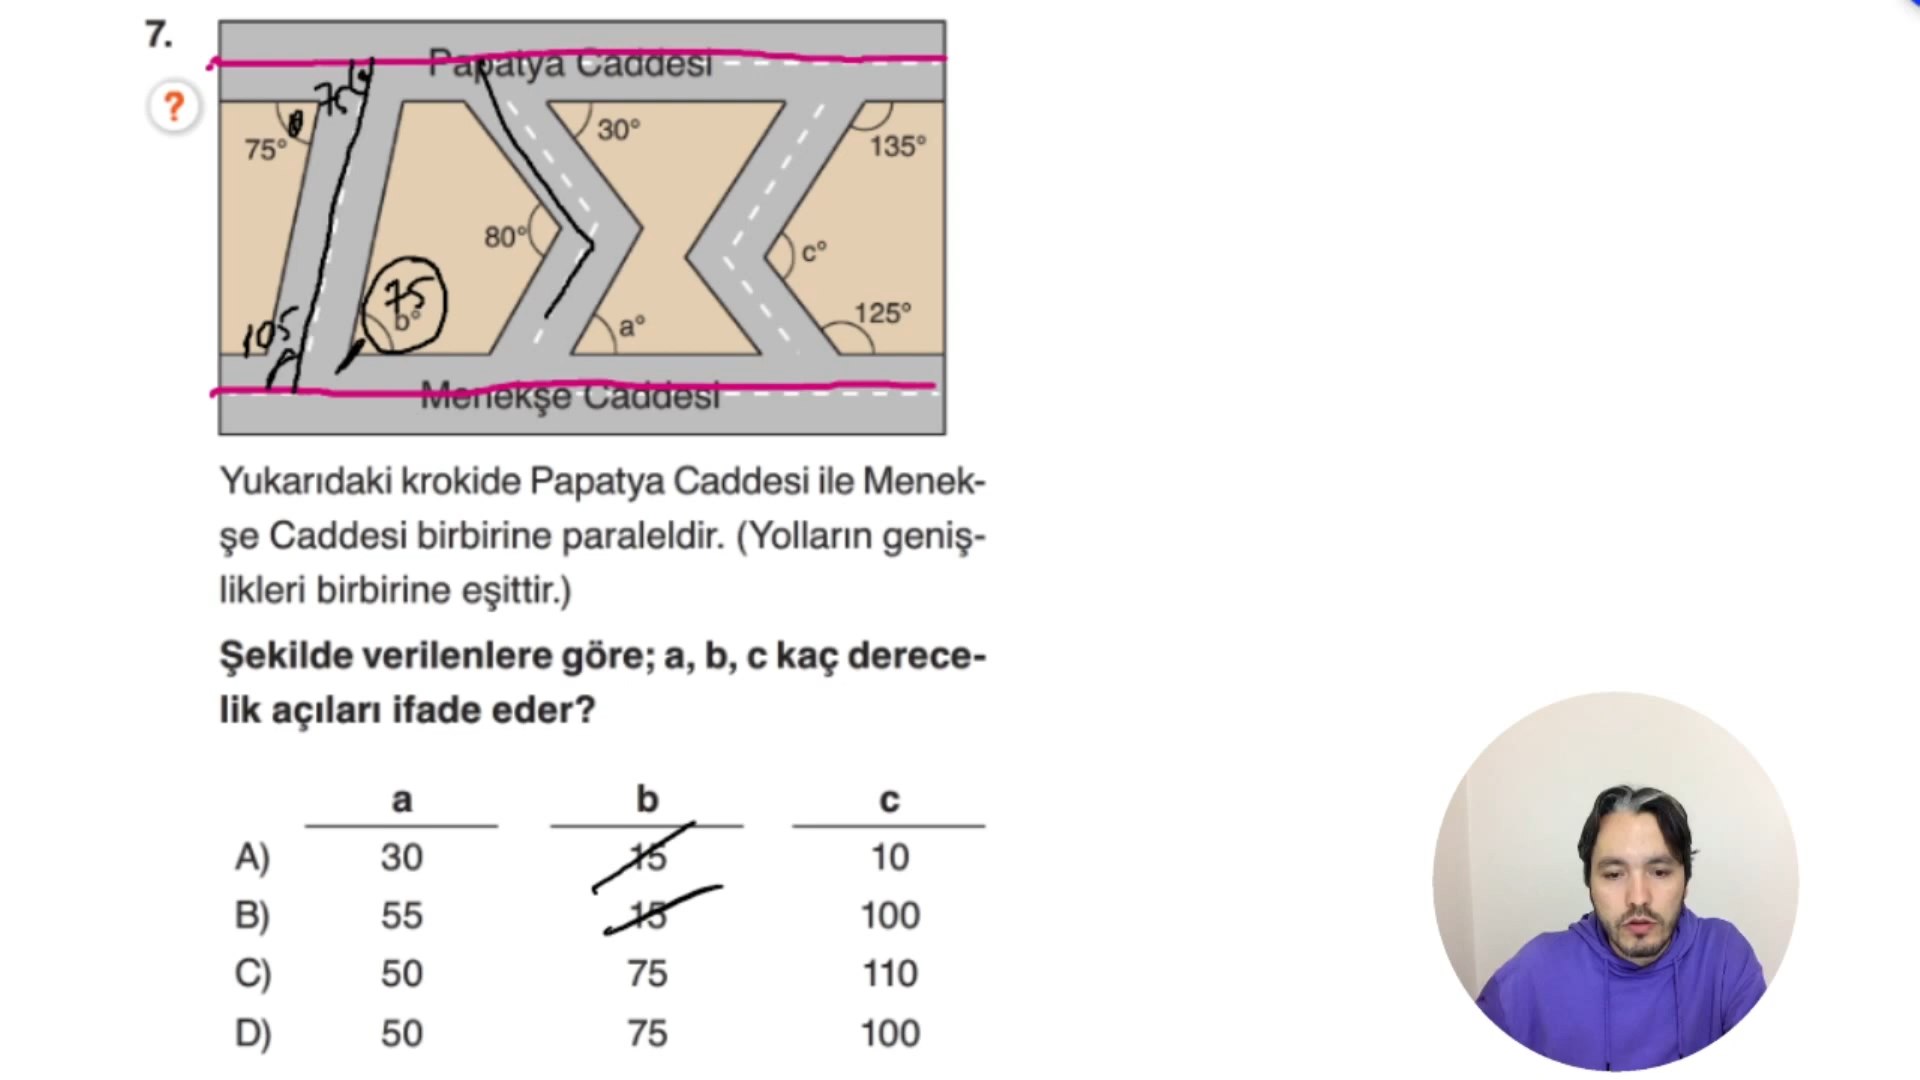 7.
Papatya Caddesi
?
75°
75
30°
135°
80°
c°
75
b°
105
a°
125°
Menekşe Caddesi
Yukarıdaki krokide Papatya Caddesi ile Menek-
şe Caddesi birbirine paraleldir. (Yolların geniş-
likleri birbirine eşittir.)
Şekilde verilenlere göre; a, b, c kaç derece-
lik açıları ifade eder?
a b c
A) 30 15 10
B) 55 15 100
C) 50 75 110
D) 50 75 100